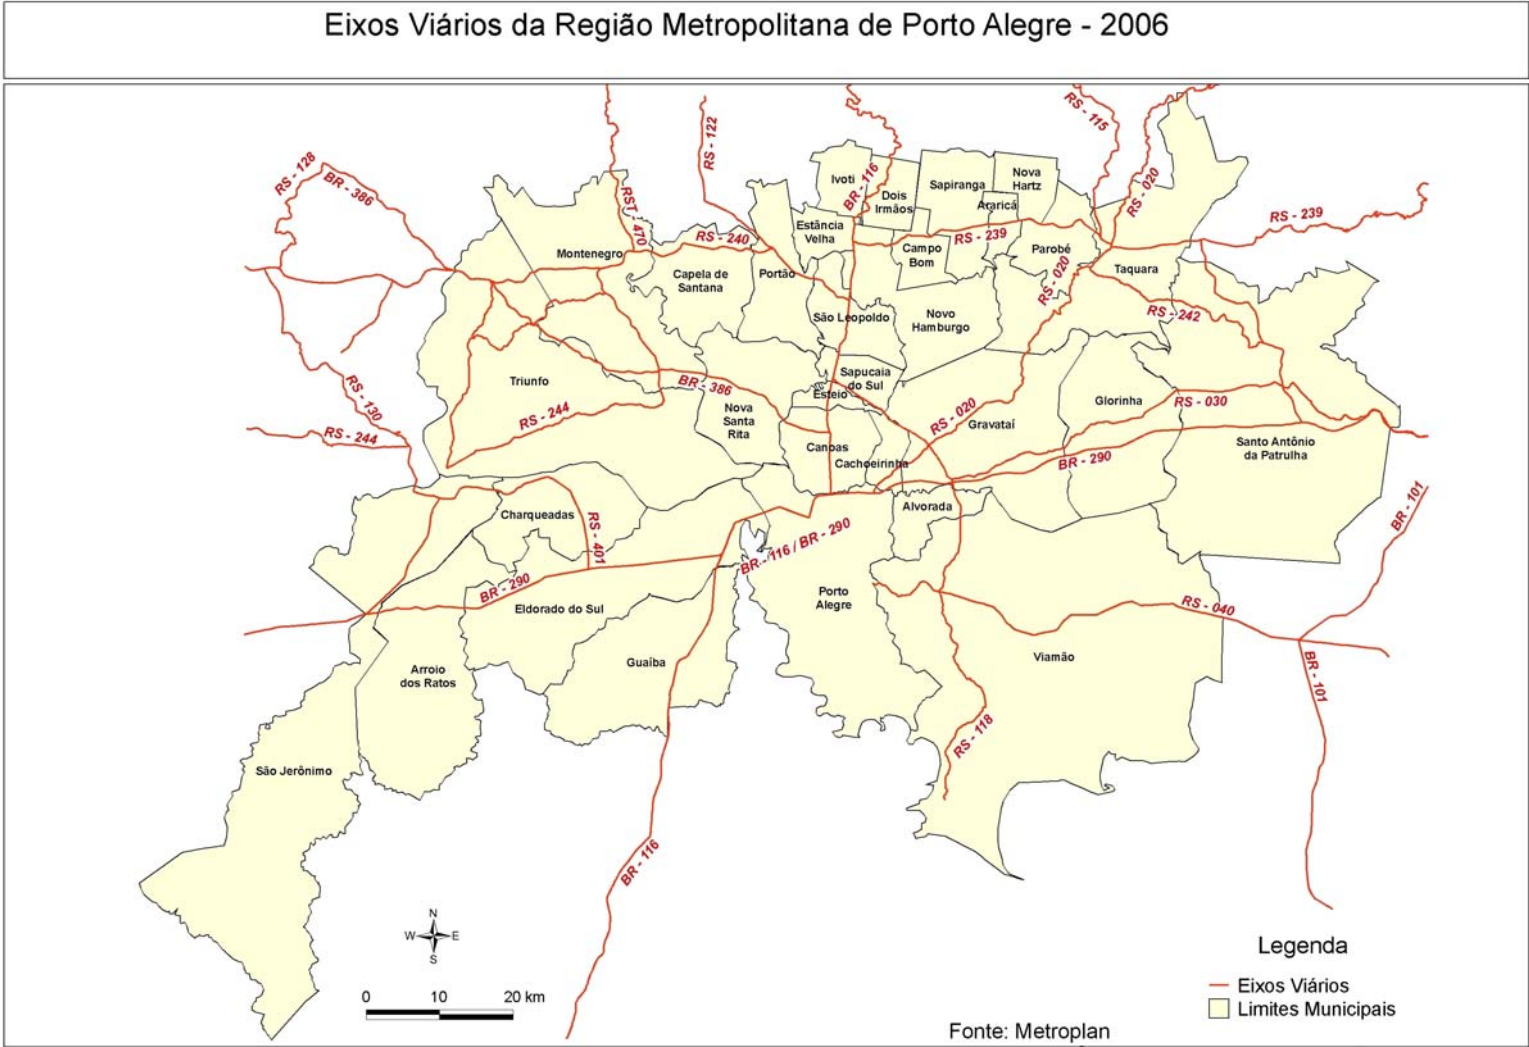 Eixos Viários da Região Metropolitana de Porto Alegre - 2006
RS - 115
RS - 122
RS - 128
BR - 386
BR - 116
Ivoti
Dois
Irmãos
Sapiranga
Nova
Hartz
Araricá
RS - 020
RS - 239
RST - 470
RS - 240
Estância
Velha
RS - 239
Campo
Bom
Parobé
Montenegro
Capela de
Santana
Portão
RS - 020
Taquara
RS - 242
São Leopoldo
Novo
Hamburgo
Sapucaia
do Sul
Triunfo
BR - 386
Esteio
RS - 130
RS - 244
RS - 244
Nova
Santa
Rita
Glorinha
RS - 030
RS - 020
Gravataí
Canoas
Cachoeirinha
BR - 290
Santo Antônio
da Patrulha
BR - 101
Charqueadas
RS - 401
Alvorada
BR - 116 / BR - 290
BR - 290
Eldorado do Sul
Porto
Alegre
RS - 040
Guaíba
Viamão
BR - 101
Arroio
dos Ratos
RS - 118
São Jerônimo
BR - 116
N
W
E
S
0 10 20 km
Legenda
Eixos Viários
Limites Municipais
Fonte: Metroplan